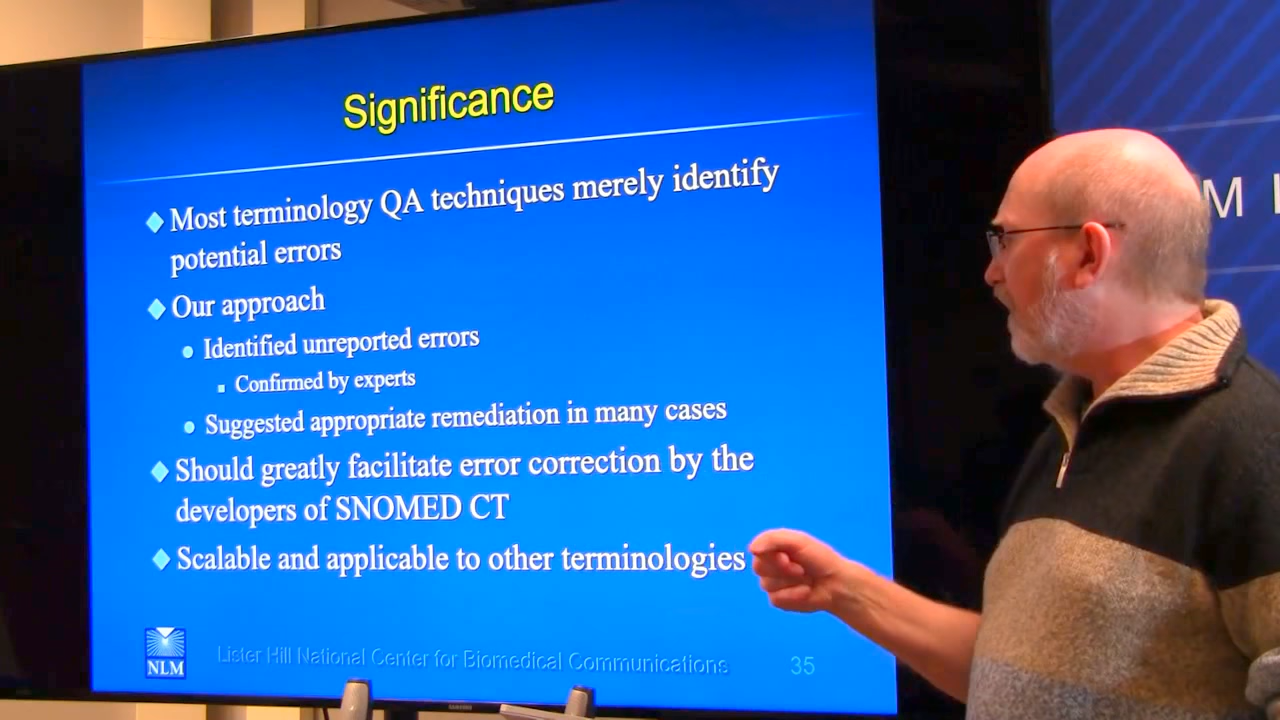 Significance
Most terminology QA techniques merely identify
potential errors
Our approach
Identified unreported errors
Confirmed by experts
Suggested appropriate remediation in many cases
Should greatly facilitate error correction by the
developers of SNOMED CT
Scalable and applicable to other terminologies
NLM
Lister Hill National Center for Biomedical Communications
35
SAMSUNG
M